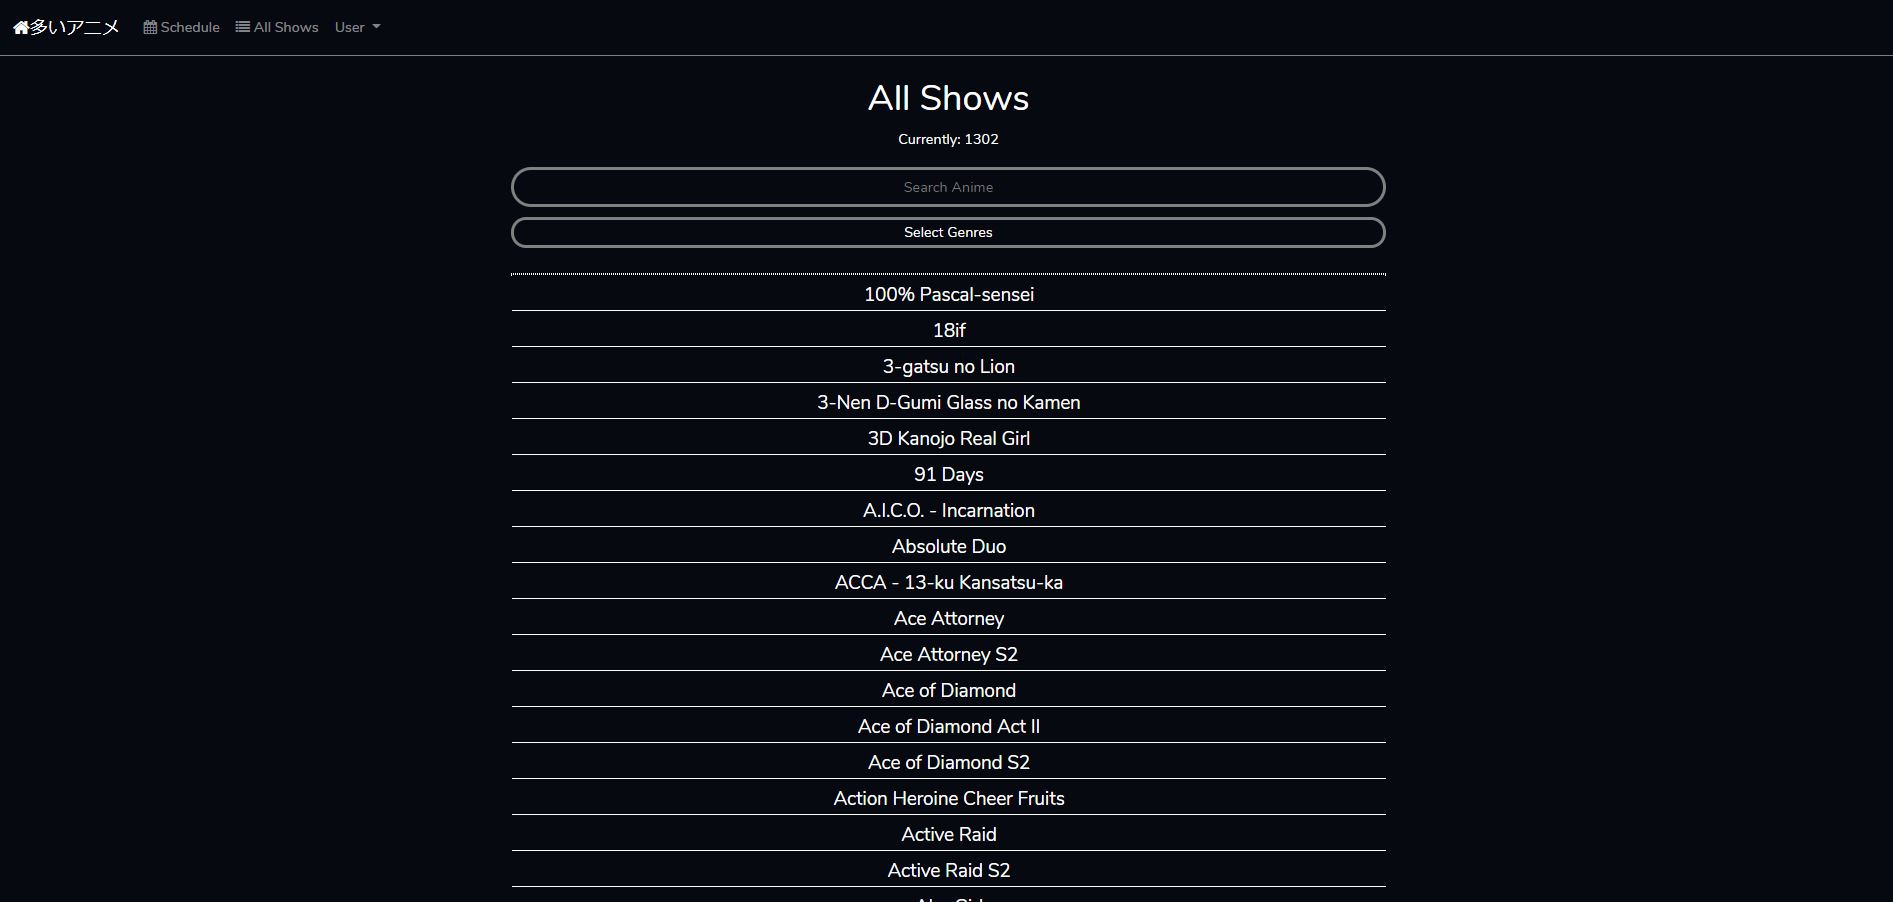 多いアニメ Schedule All Shows User
All Shows
Currently: 1302
Search Anime
Select Genres
100% Pascal-sensei
18if
3-gatsu no Lion
3-Nen D-Gumi Glass no Kamen
3D Kanojo Real Girl
91 Days
A.I.C.O. - Incarnation
Absolute Duo
ACCA - 13-ku Kansatsu-ka
Ace Attorney
Ace Attorney S2
Ace of Diamond
Ace of Diamond Act II
Ace of Diamond S2
Action Heroine Cheer Fruits
Active Raid
Active Raid S2